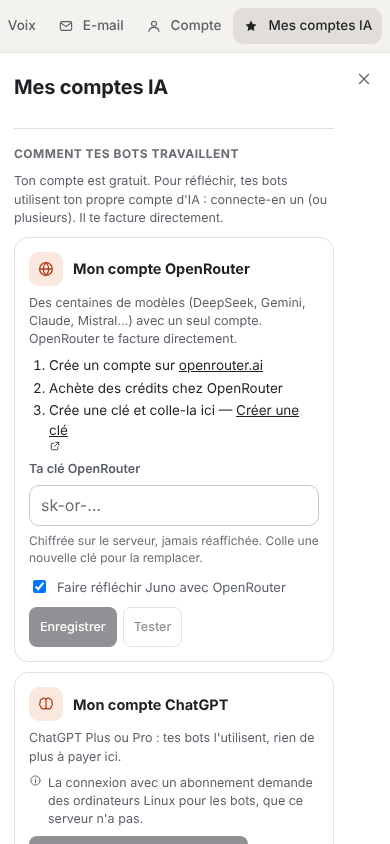 Voix
E-mail
Compte
Mes comptes IA
Mes comptes IA
COMMENT TES BOTS TRAVAILLENT
Ton compte est gratuit. Pour réfléchir, tes bots
utilisent ton propre compte d'IA : connecte-en un (ou
plusieurs). Il te facture directement.
Mon compte OpenRouter
Des centaines de modèles (DeepSeek, Gemini,
Claude, Mistral…) avec un seul compte.
OpenRouter te facture directement.
1. Crée un compte sur openrouter.ai
2. Achète des crédits chez OpenRouter
3. Crée une clé et colle-la ici — Créer une
clé
Ta clé OpenRouter
sk-or-...
Chiffrée sur le serveur, jamais réaffichée. Colle une
nouvelle clé pour la remplacer.
Faire réfléchir Juno avec OpenRouter
Enregistrer
Tester
Mon compte ChatGPT
ChatGPT Plus ou Pro : tes bots l'utilisent, rien de
plus à payer ici.
La connexion avec un abonnement demande
des ordinateurs Linux pour les bots, que ce
serveur n'a pas.